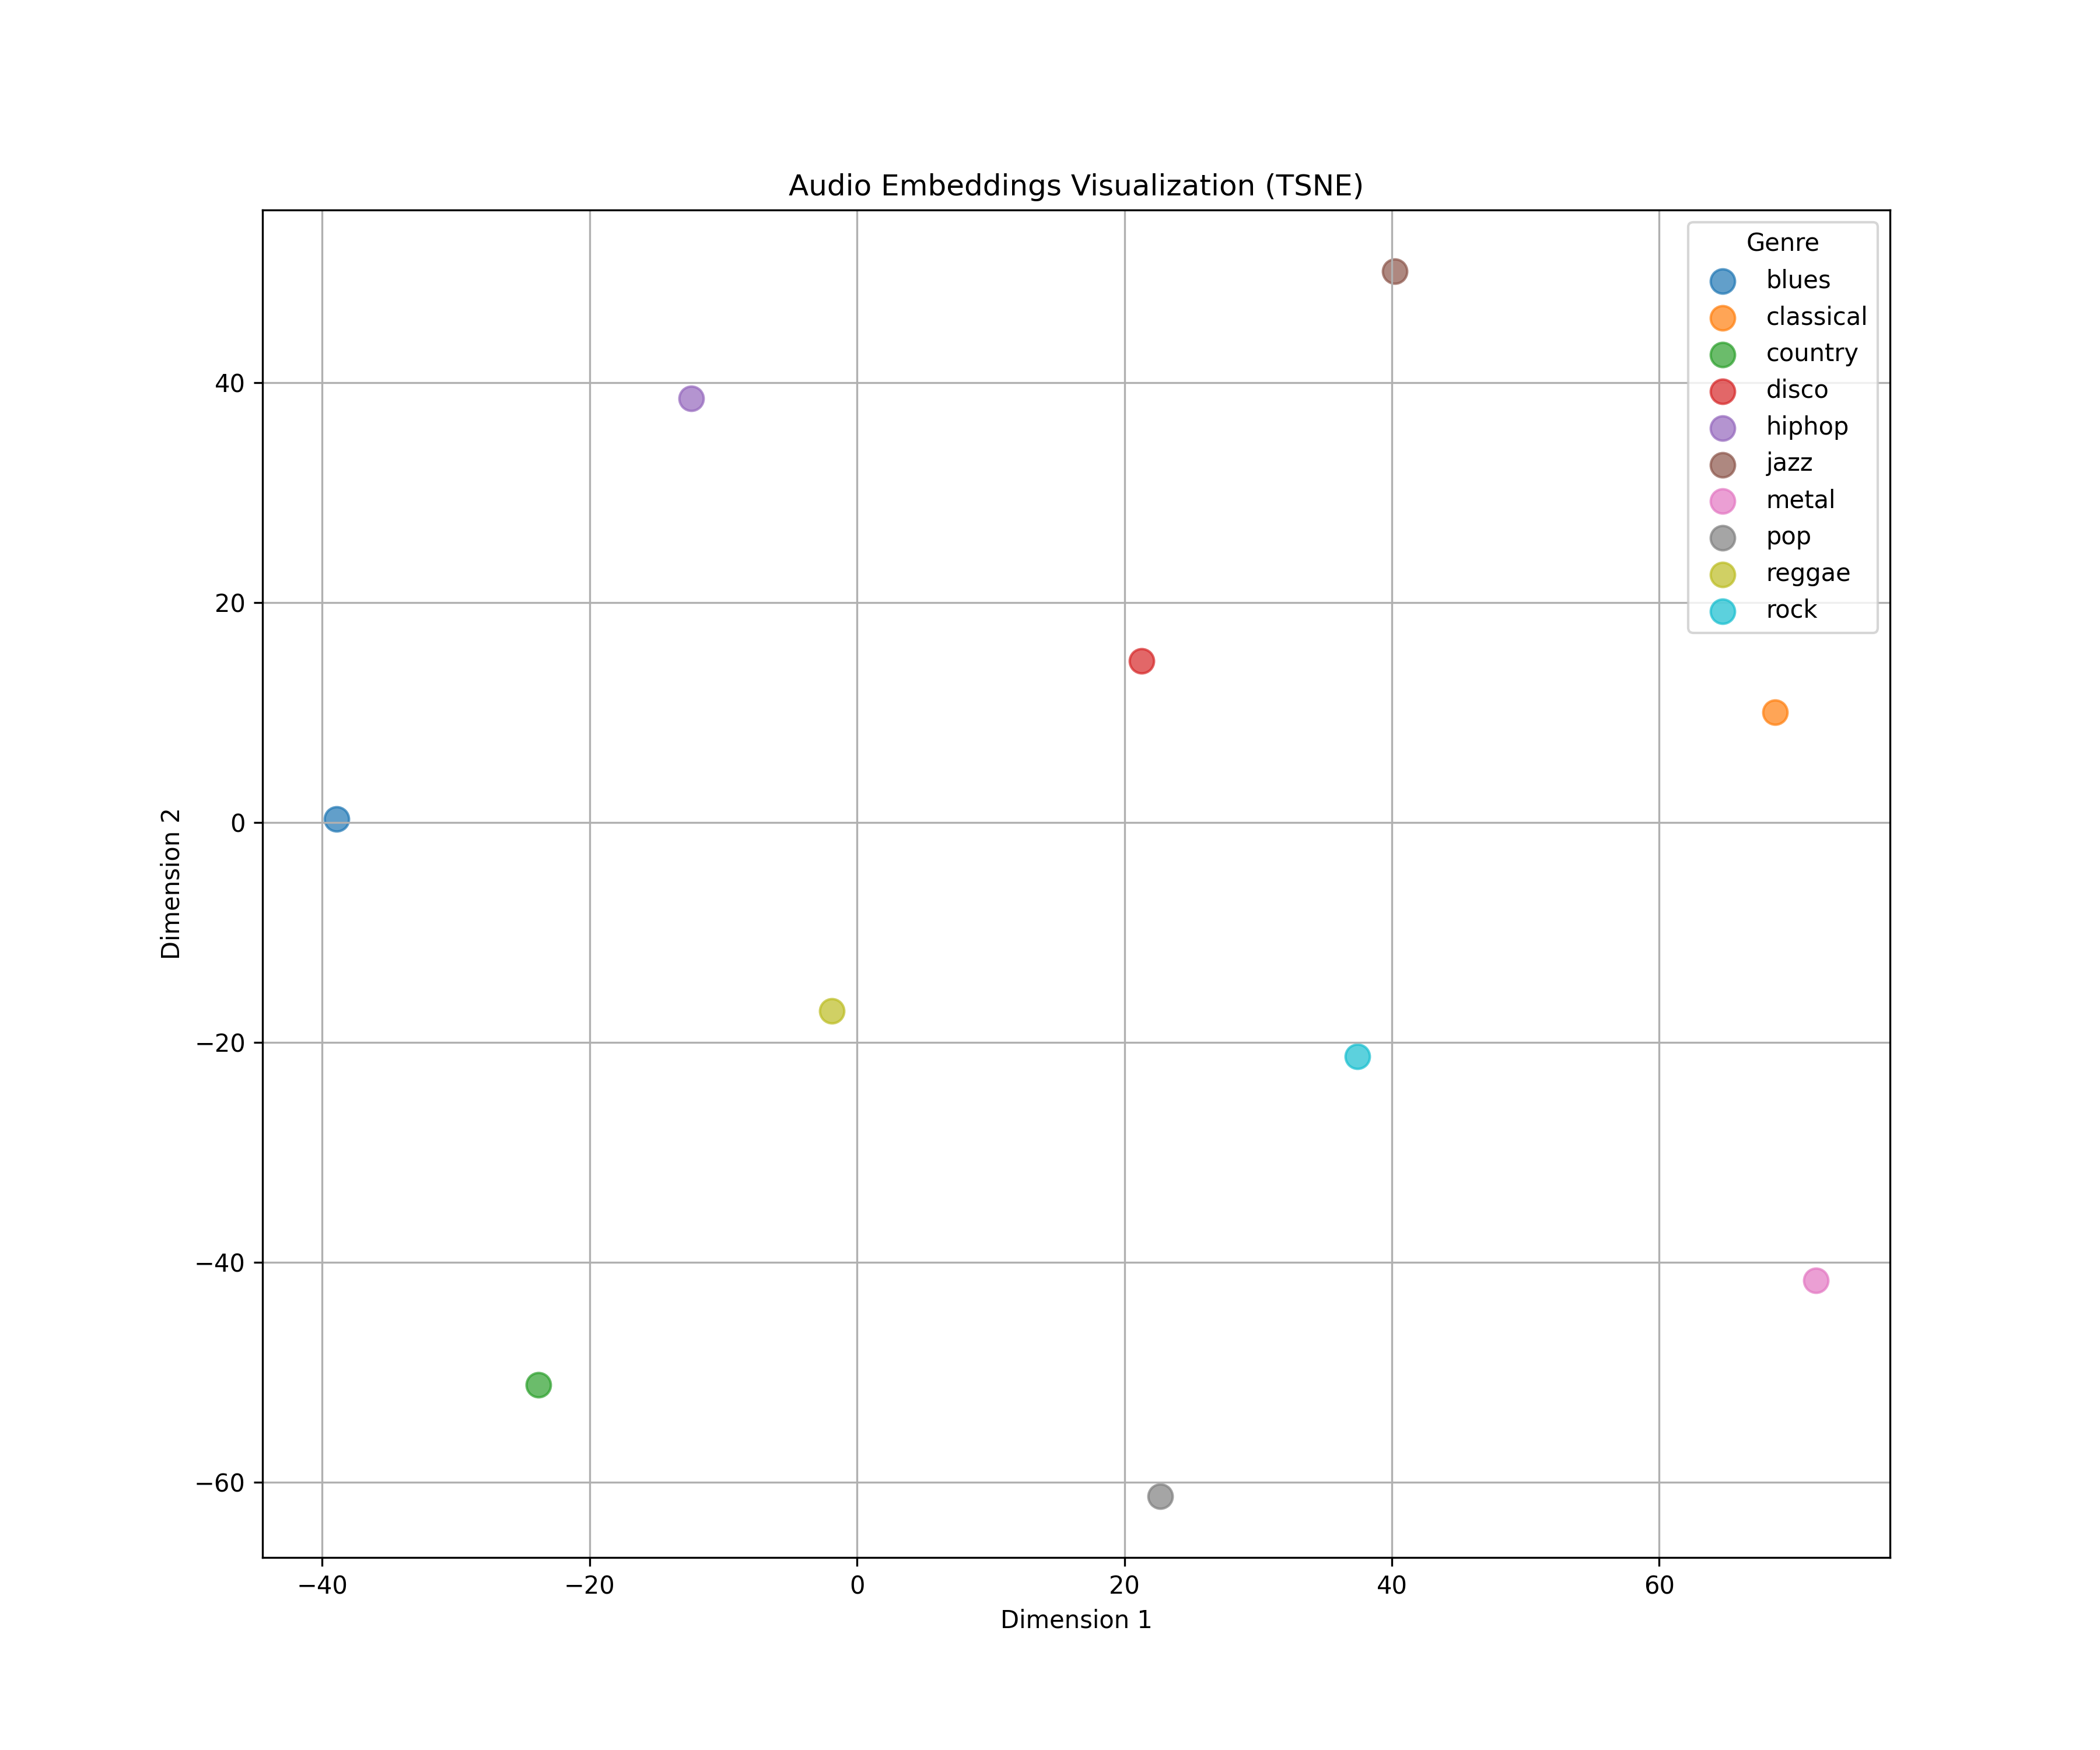 Audio Embeddings Visualization (TSNE)
Genre
blues
classical
country
disco
hiphop
jazz
metal
pop
reggae
rock
40
20
0
−20
−40
−60
Dimension 2
−40 −20 0 20 40 60
Dimension 1